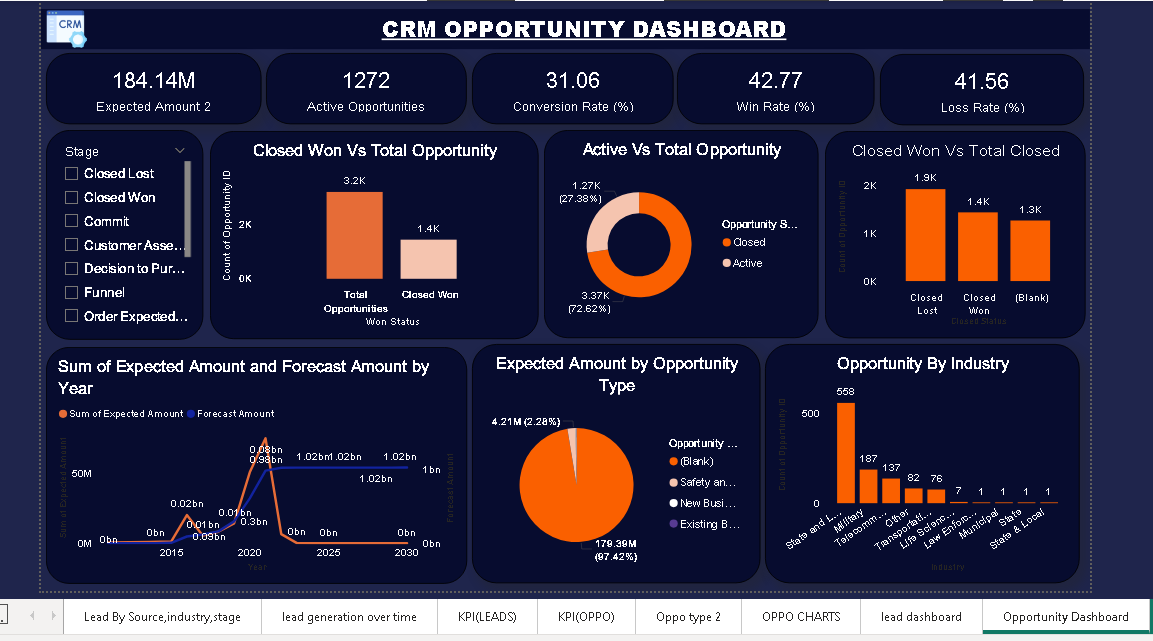 CRM
CRM OPPORTUNITY DASHBOARD
184.14M
Expected Amount 2
1272
Active Opportunities
31.06
Conversion Rate (%)
42.77
Win Rate (%)
41.56
Loss Rate (%)
Stage
Closed Lost
Closed Won
Commit
Customer Asse...
Decision to Pur...
Funnel
Order Expected...
Closed Won Vs Total Opportunity
Count of Opportunity ID
2K
0K
3.2K
1.4K
Total
Opportunities
Closed Won
Won Status
Active Vs Total Opportunity
1.27K
(27.38%)
3.37K
(72.62%)
Opportunity S...
Closed
Active
Closed Won Vs Total Closed
Count of Opportunity ID
2K
1K
0K
1.9K
1.4K
1.3K
Closed
Lost
Closed
Won
(Blank)
Closed Status
Sum of Expected Amount and Forecast Amount by
Year
Sum of Expected Amount
Forecast Amount
Sum of Expected Amount
50M
0M
0bn
0bn
0.02bn
0.01bn
0.09bn
0.01bn
0.3bn
0.08bn
0.93bn
1.02bn
1.02bn
1.02bn
1.02bn
0bn
0bn
0bn
1bn
0bn
Forecast Amount
2015
2020
2025
2030
Year
Expected Amount by Opportunity
Type
4.21M (2.28%)
179.39M
(97.42%)
Opportunity ...
(Blank)
Safety an...
New Busi...
Existing B...
Opportunity By Industry
Count of Opportunity ID
500
0
558
187
137
82
76
7
1
1
1
1
State and L...
Military
Telecomm...
Other
Transportati...
Life Scienc...
Law Enforc...
Municipal
State
State & Local
Industry
Lead By Source,industry,stage
lead generation over time
KPI(LEADS)
KPI(OPPO)
Oppo type 2
OPPO CHARTS
lead dashboard
Opportunity Dashboard